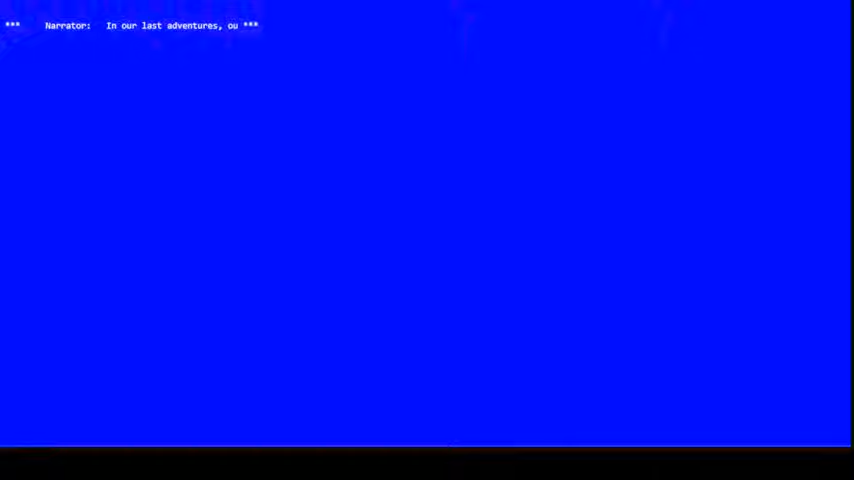 *** Narrator: In our last adventures, ou ***